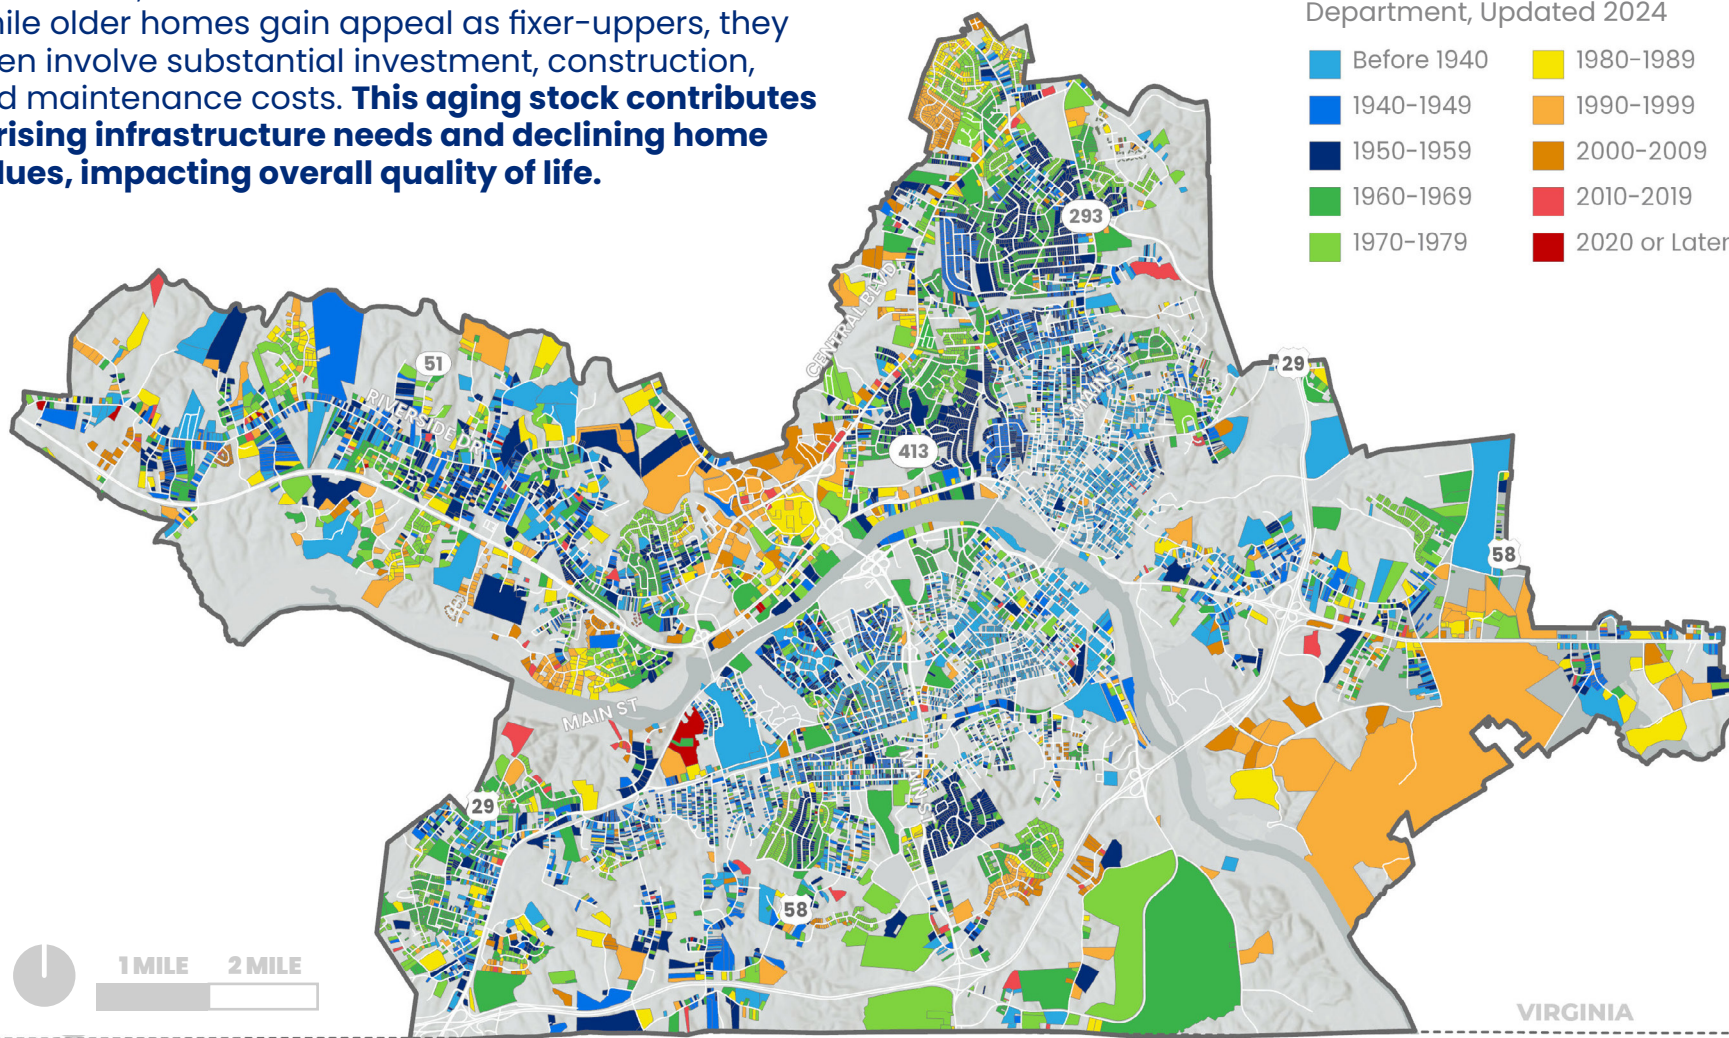 ile older homes gain appeal as fixer-uppers, they
en involve substantial investment, construction,
d maintenance costs. This aging stock contributes
rising infrastructure needs and declining home
lues, impacting overall quality of life.
Department, Updated 2024
Before 1940
1940-1949
1950-1959
1960-1969
1970-1979
1980-1989
1990-1999
2000-2009
2010-2019
2020 or Later
293
CENTRAL BLVD
MAIN ST
29
51
RIVERSIDE DR
413
58
MAIN ST
29
S MAIN
58
1 MILE 2 MILE
VIRGINIA